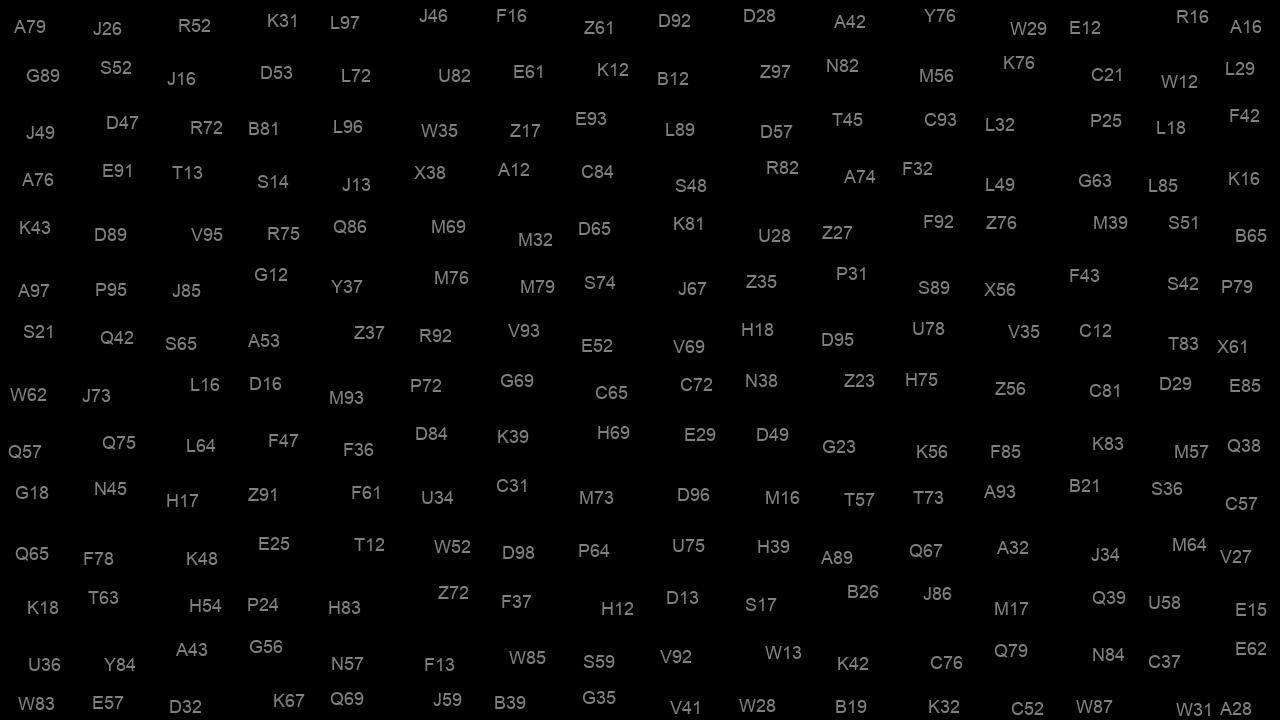 A79 J26 R52 K31 L97 J46 F16 Z61 D92 D28 A42 Y76 W29 E12 R16 A16
G89 S52 J16 D53 L72 U82 E61 K12 B12 Z97 N82 M56 K76 C21 W12 L29
J49 D47 R72 B81 L96 W35 Z17 E93 L89 D57 T45 C93 L32 P25 L18 F42
A76 E91 T13 S14 J13 X38 A12 C84 S48 R82 A74 F32 L49 G63 L85 K16
K43 D89 V95 R75 Q86 M69 M32 D65 K81 U28 Z27 F92 Z76 M39 S51 B65
A97 P95 J85 G12 Y37 M76 M79 S74 J67 Z35 P31 S89 X56 F43 S42 P79
S21 Q42 S65 A53 Z37 R92 V93 E52 V69 H18 D95 U78 V35 C12 T83 X61
W62 J73 L16 D16 M93 P72 G69 C65 C72 N38 Z23 H75 Z56 C81 D29 E85
Q57 Q75 L64 F47 F36 D84 K39 H69 E29 D49 G23 K56 F85 K83 M57 Q38
G18 N45 H17 Z91 F61 U34 C31 M73 D96 M16 T57 T73 A93 B21 S36 C57
Q65 F78 K48 E25 T12 W52 D98 P64 U75 H39 A89 Q67 A32 J34 M64 V27
K18 T63 H54 P24 H83 Z72 F37 H12 D13 S17 B26 J86 M17 Q39 U58 E15
U36 Y84 A43 G56 N57 F13 W85 S59 V92 W13 K42 C76 Q79 N84 C37 E62
W83 E57 D32 K67 Q69 J59 B39 G35 V41 W28 B19 K32 C52 W87 W31 A28